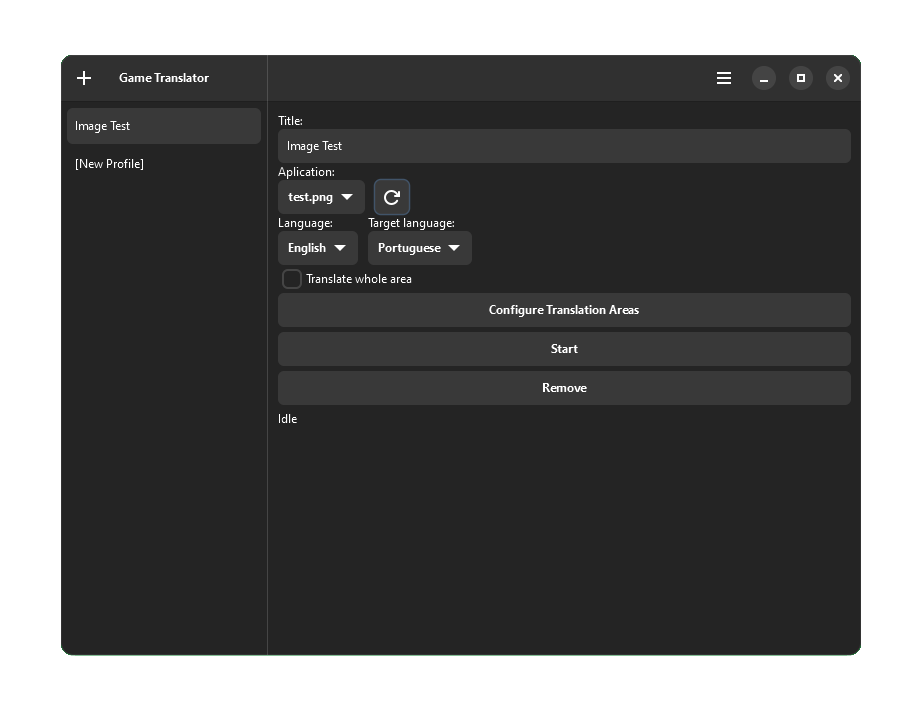 Game Translator
Image Test
[New Profile]
Title:
Image Test
Aplication:
test.png
Language: Target language:
English Portuguese
Translate whole area
Configure Translation Areas
Start
Remove
Idle